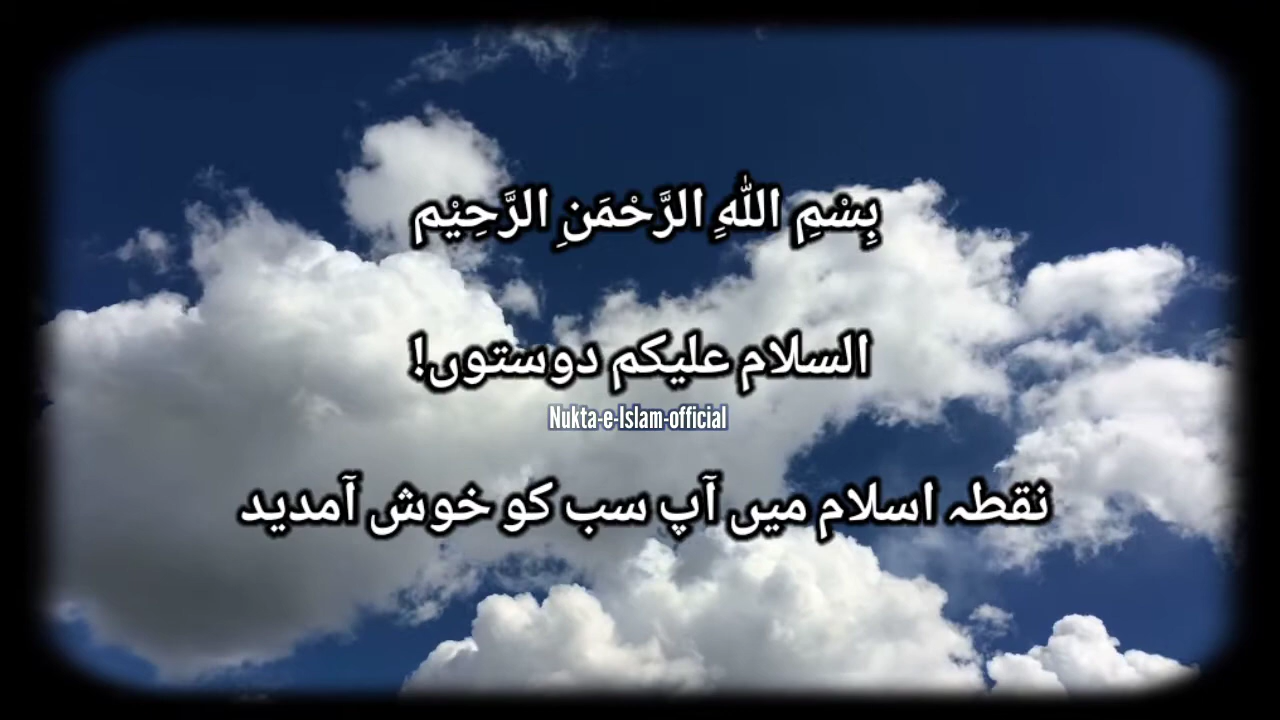 بِسْمِ اللّٰهِِ الرَّحْمَنِ الرَّحِيْم
السلام علیکم دوستوں!
Nukta-e-Islam-official
نقطہ اسلام میں آپ سب کو خوش آمدید